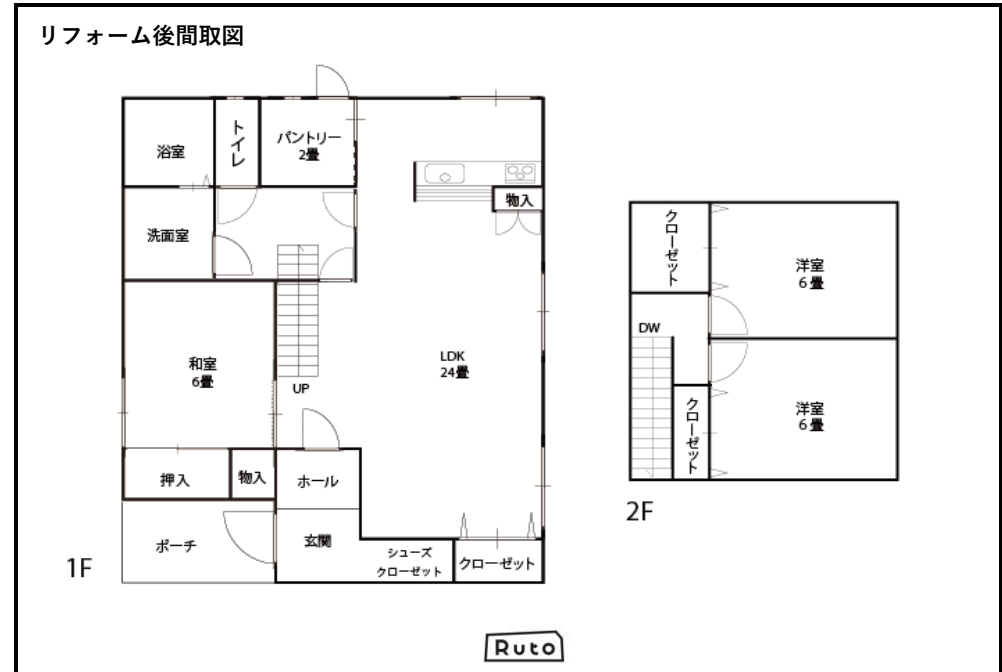 リフォーム後間取図
浴室
トイレ
パントリー
2畳
物入
洗面室
和室
6畳
UP
LDK
24畳
押入
物入
ホール
ポーチ
玄関
シューズ
クローゼット
クローゼット
1F
クローゼット
洋室
6畳
DW
クローゼット
洋室
6畳
2F
Ruto